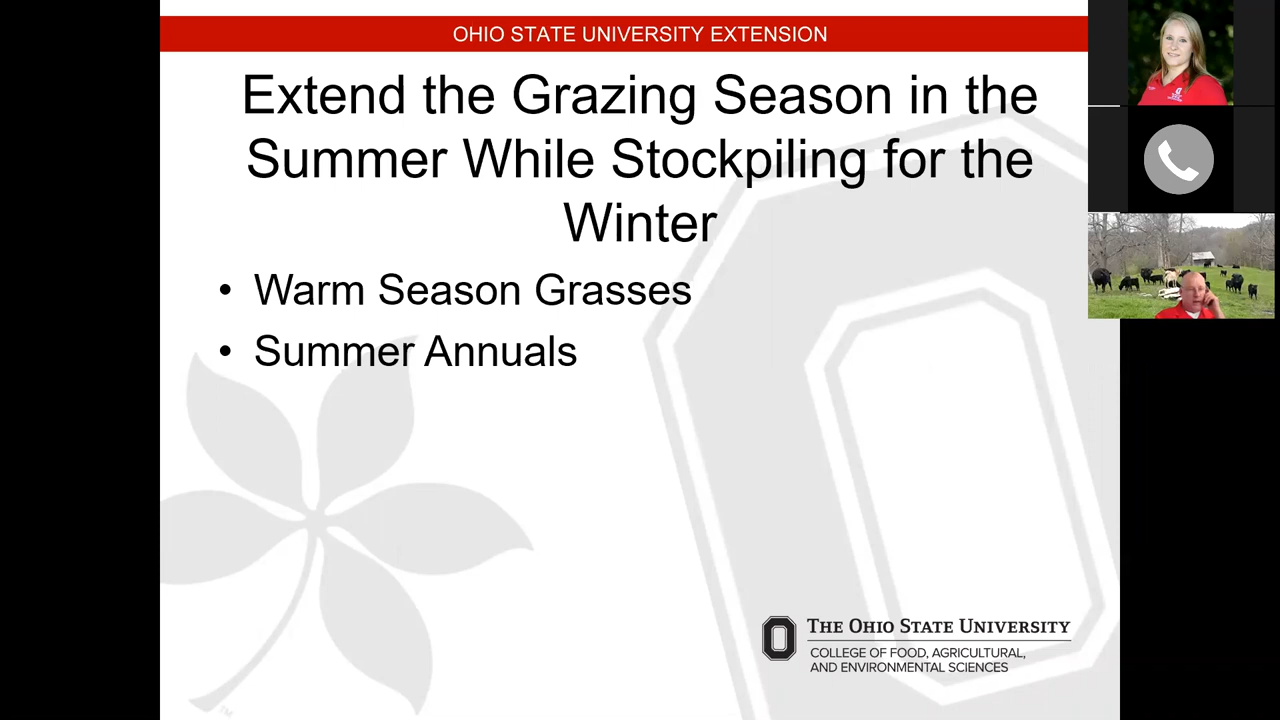 OHIO STATE UNIVERSITY EXTENSION
Extend the Grazing Season in the
Summer While Stockpiling for the
Winter
• Warm Season Grasses
• Summer Annuals
THE OHIO STATE UNIVERSITY
COLLEGE OF FOOD, AGRICULTURAL,
AND ENVIRONMENTAL SCIENCES
TM